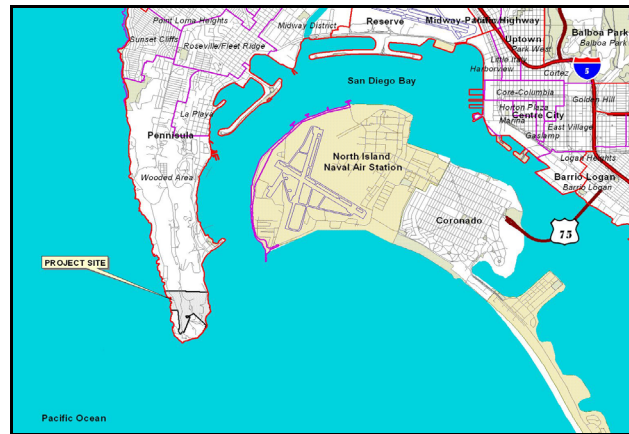 Point Loma Heights
Midway District
Reserve
Midway-Pacific Highway
Sunset Cliffs
Roseville/Fleet Ridge
Uptown
Park West
Balboa Park
Balboa Park
Little Italy
Harborview
Cortez
5
San Diego Bay
Core-Columbia
Golden Hill
Horton Plaza
Centre City
Marina
La Playa
East Village
Gaslamp
Peninsula
Logan Heights
North Island
Naval Air Station
Wooded Area
Barrio Logan
Barrio Logan
Coronado
75
PROJECT SITE
Pacific Ocean